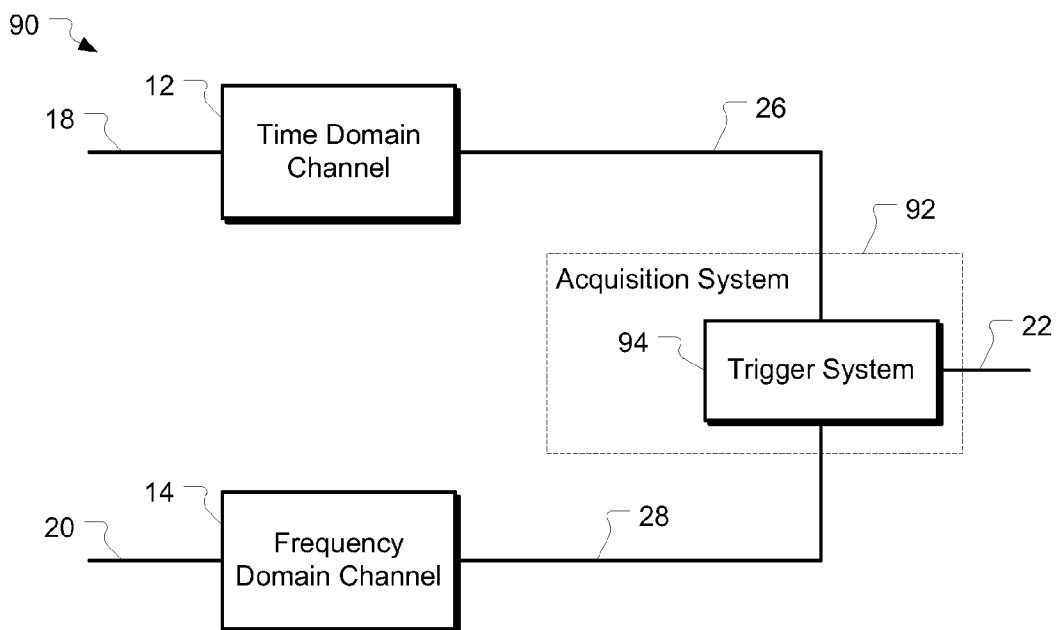 90
12
18
Time Domain
Channel
26
92
Acquisition System
22
94
Trigger System
14
20
Frequency
Domain Channel
28